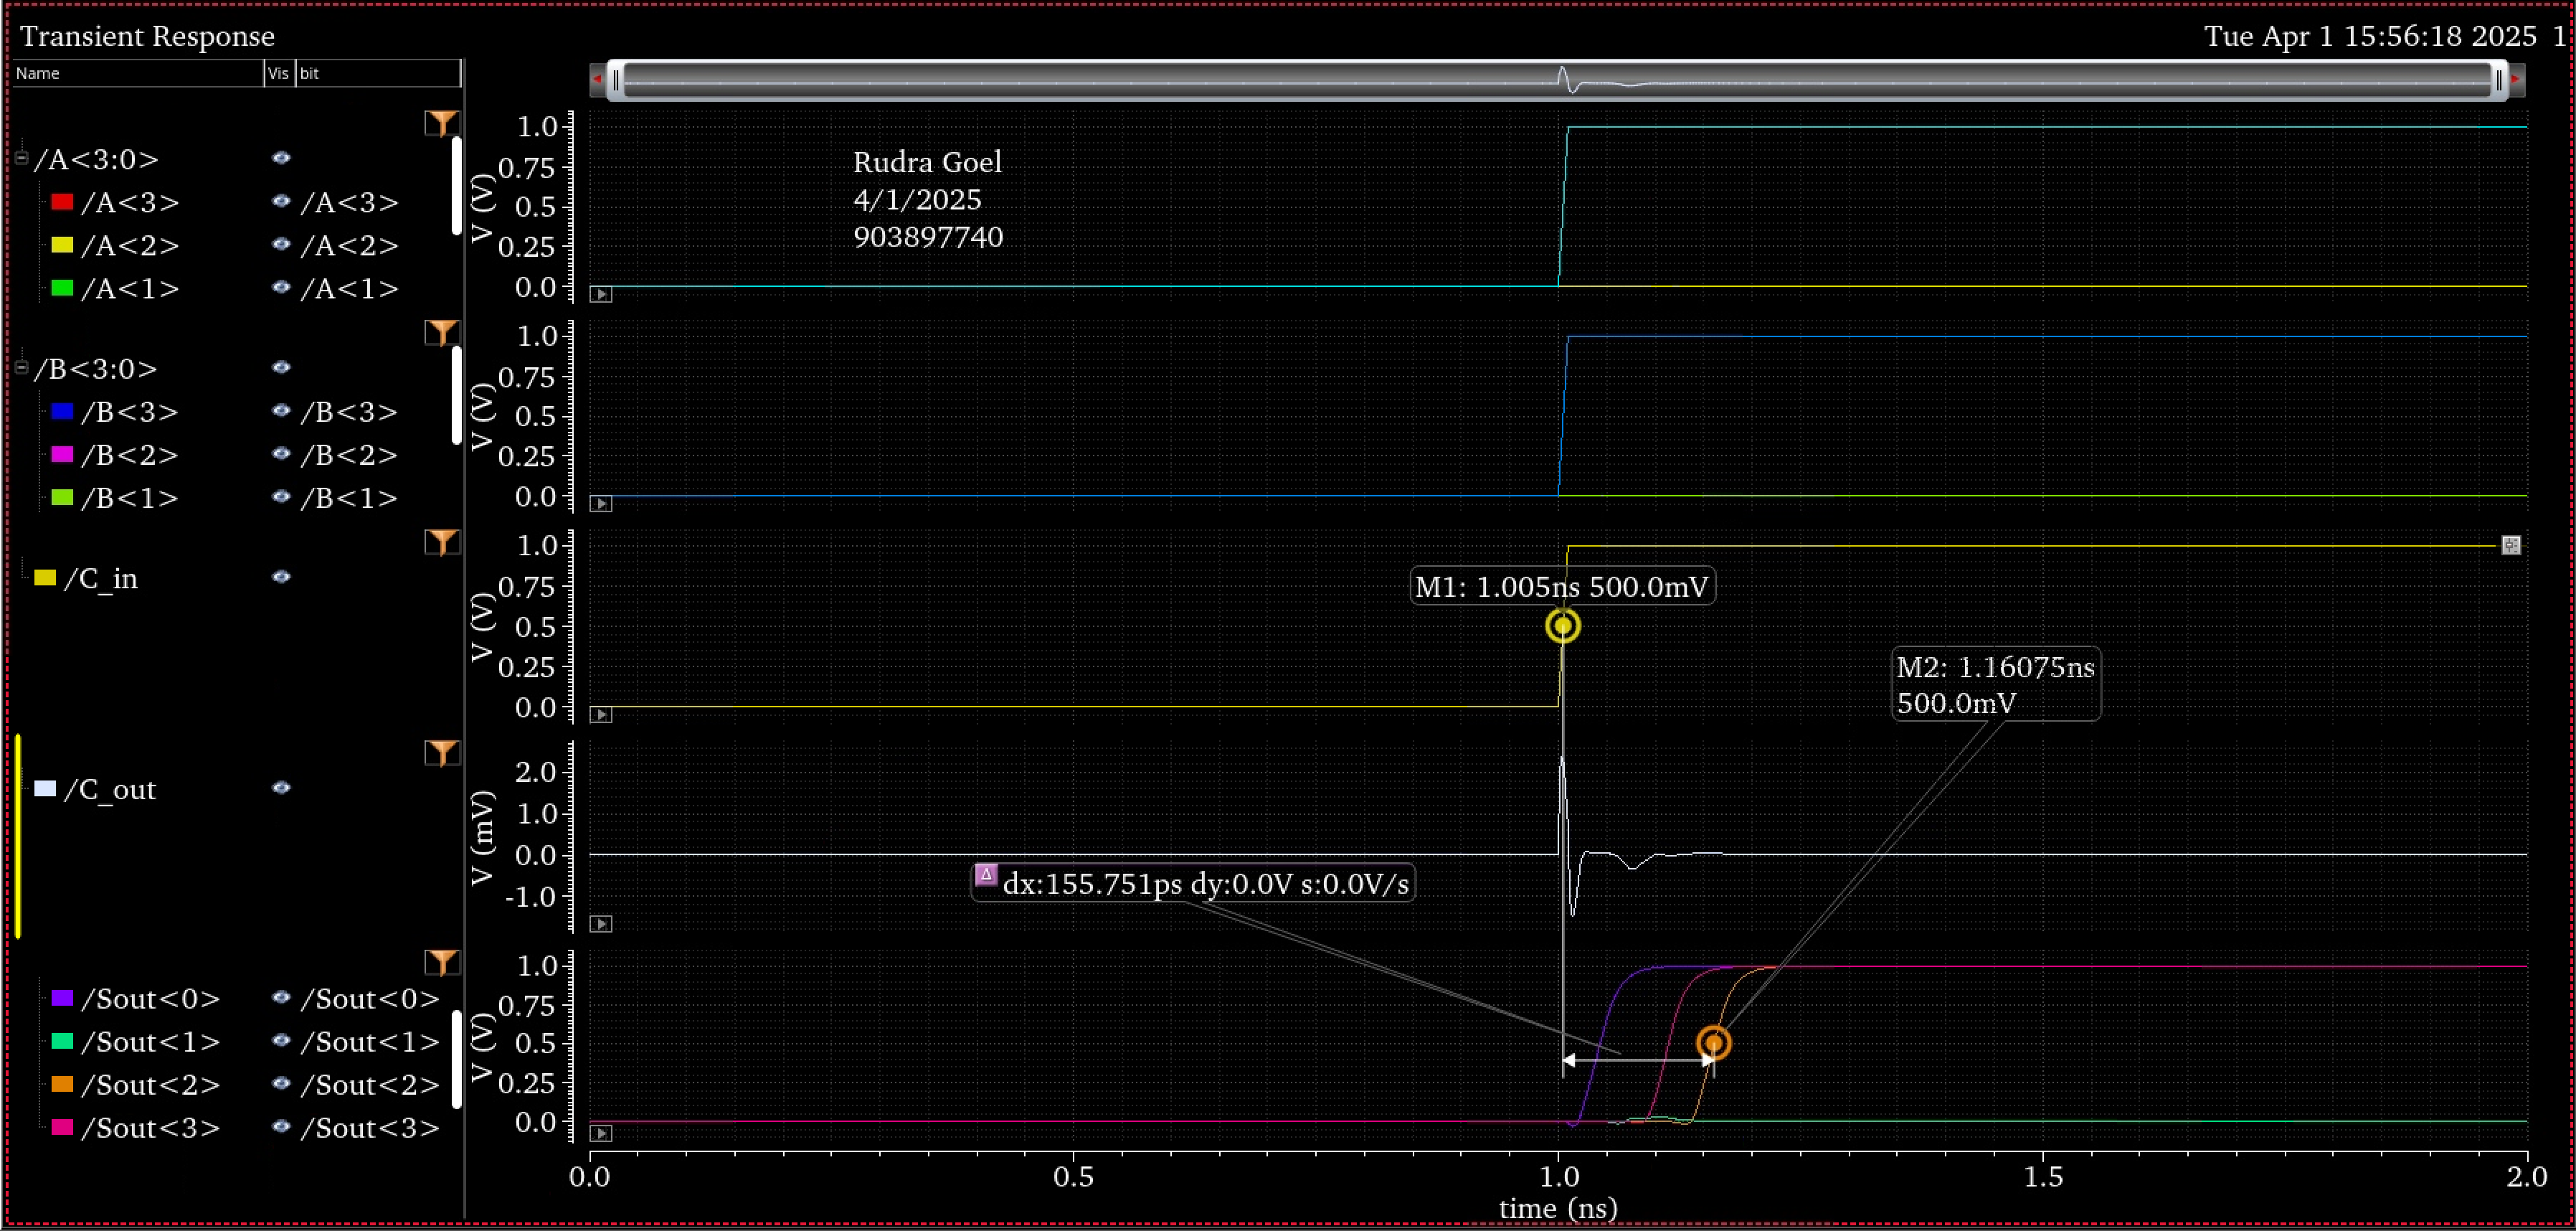 Transient Response
Tue Apr 1 15:56:18 2025 1
Name Vis bit
/A<3:0>
/A<3> /A<3>
/A<2> /A<2>
/A<1> /A<1>
1.0
0.75
0.5
0.25
0.0
V (V)
Rudra Goel
4/1/2025
903897740
/B<3:0>
/B<3> /B<3>
/B<2> /B<2>
/B<1> /B<1>
1.0
0.75
0.5
0.25
0.0
V (V)
/C_in
1.0
0.75
0.5
0.25
0.0
V (V)
M1: 1.005ns 500.0mV
M2: 1.16075ns
500.0mV
/C_out
2.0
1.0
0.0
-1.0
V (mV)
Δ dx:155.751ps dy:0.0V s:0.0V/s
/Sout<0> /Sout<0>
/Sout<1> /Sout<1>
/Sout<2> /Sout<2>
/Sout<3> /Sout<3>
1.0
0.75
0.5
0.25
0.0
V (V)
0.0 0.5 1.0 1.5 2.0
time (ns)